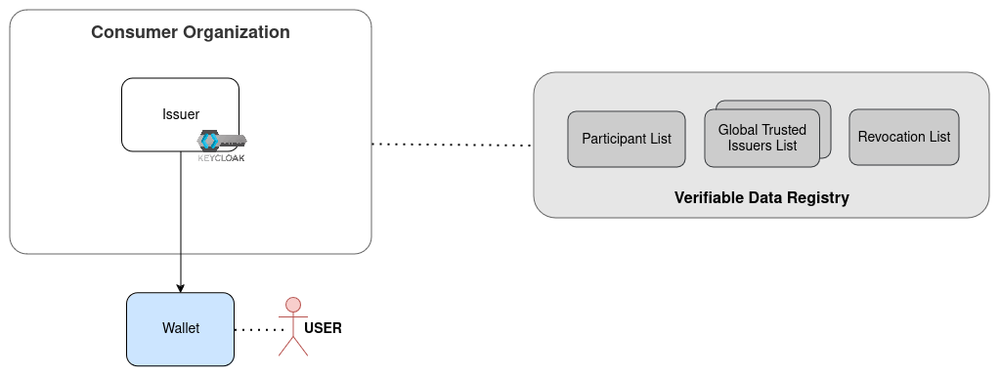 Consumer Organization
Issuer
KEYCLOAK
Participant List
Global Trusted
Issuers List
Revocation List
Verifiable Data Registry
Wallet
USER